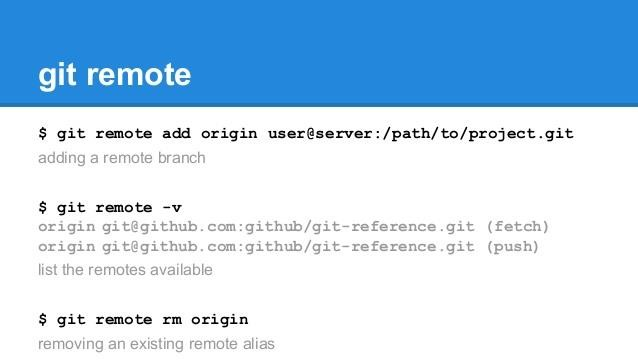 git remote
$ git remote add origin user@server:/path/to/project.git
adding a remote branch
$ git remote -v
origin git@github.com:github/git-reference.git (fetch)
origin git@github.com:github/git-reference.git (push)
list the remotes available
$ git remote rm origin
removing an existing remote alias